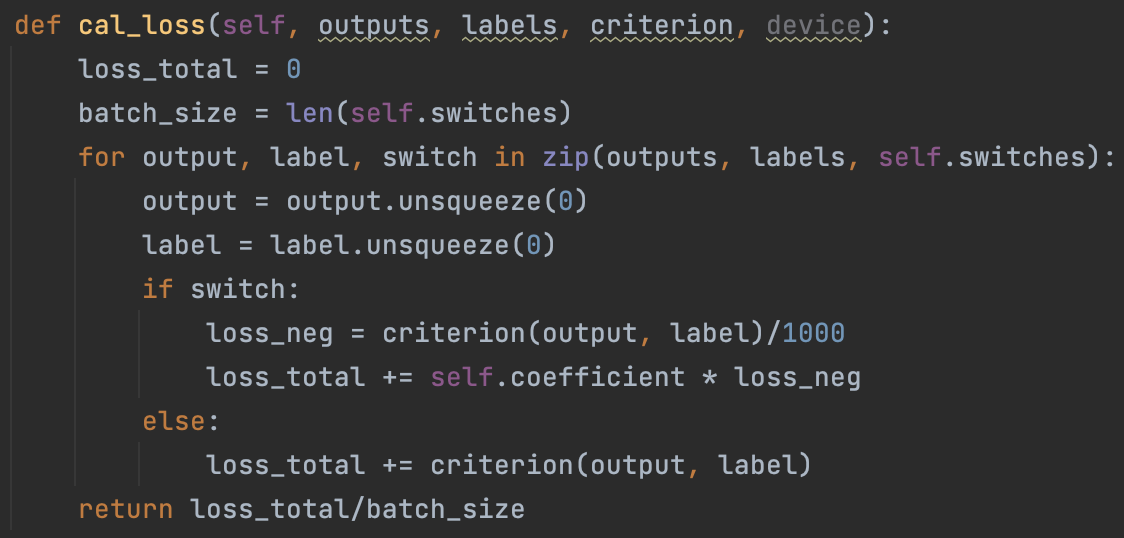 def cal_loss(self, outputs, labels, criterion, device):
    loss_total = 0
    batch_size = len(self.switches)
    for output, label, switch in zip(outputs, labels, self.switches):
        output = output.unsqueeze(0)
        label = label.unsqueeze(0)
        if switch:
            loss_neg = criterion(output, label)/1000
            loss_total += self.coefficient * loss_neg
        else:
            loss_total += criterion(output, label)
    return loss_total/batch_size